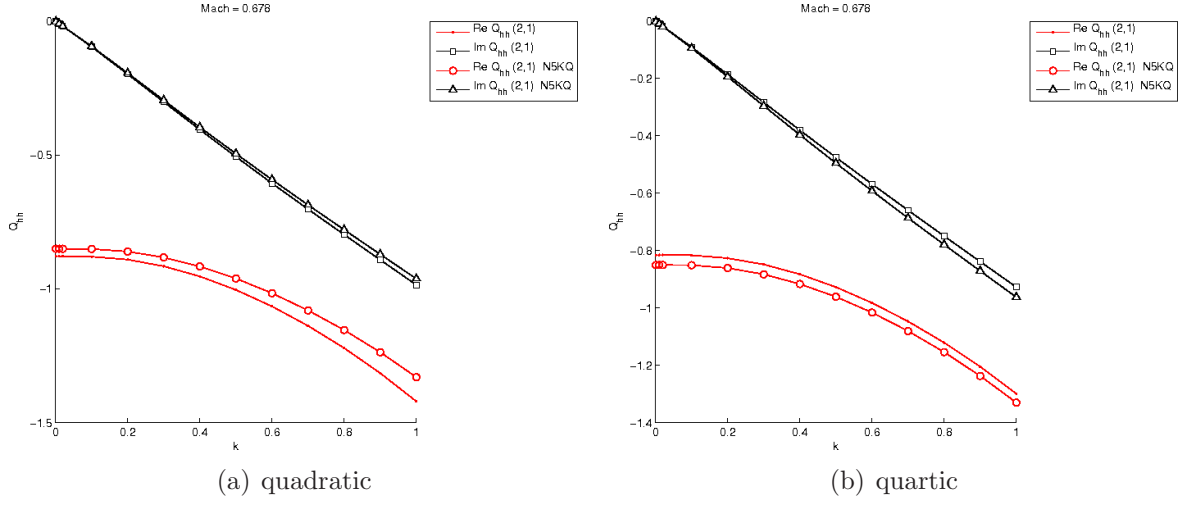 Mach = 0.678
Re Q_hh (2,1)
Im Q_hh (2,1)
Re Q_hh (2,1) N5KQ
Im Q_hh (2,1) N5KQ
0
−0.5
−1
−1.5
Q_hh
0 0.2 0.4 0.6 0.8 1
k
(a) quadratic
Mach = 0.678
Re Q_hh (2,1)
Im Q_hh (2,1)
Re Q_hh (2,1) N5KQ
Im Q_hh (2,1) N5KQ
0
−0.2
−0.4
−0.6
−0.8
−1
−1.2
−1.4
Q_hh
0 0.2 0.4 0.6 0.8 1
k
(b) quartic